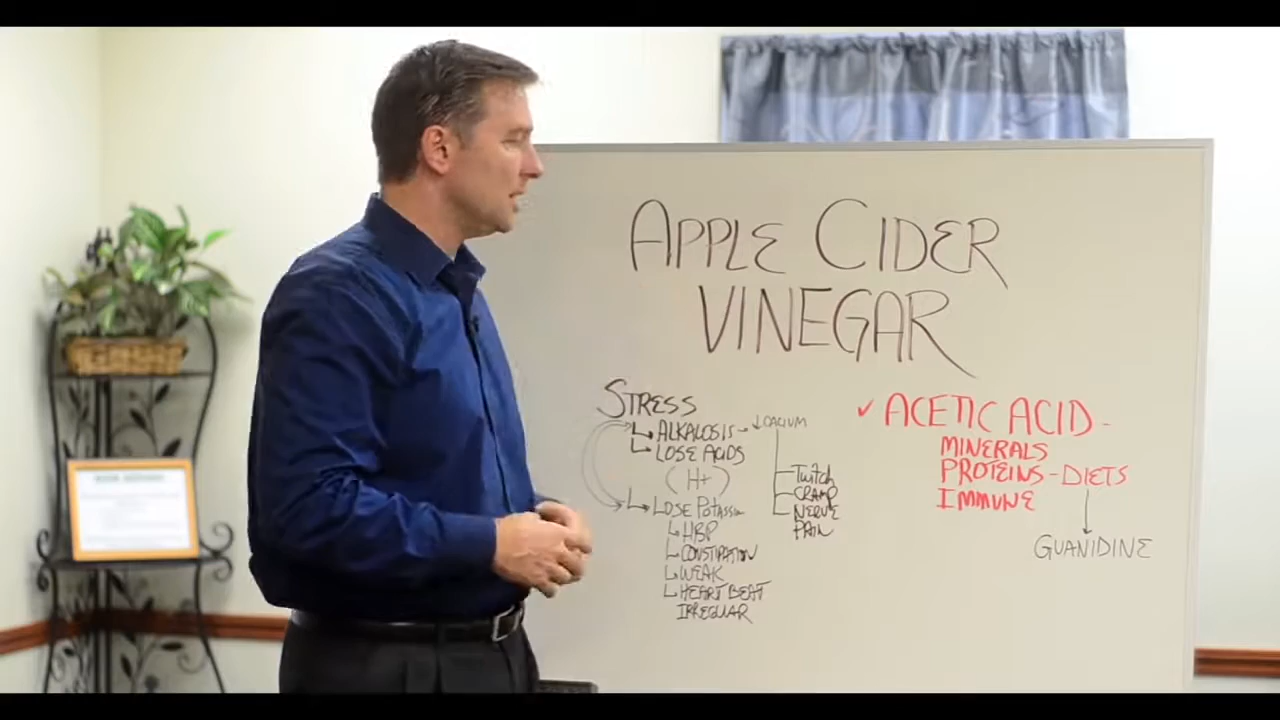 APPLE CIDER
VINEGAR
STRESS
ALKALOSIS
LOSE ACIDS
(H+)
LOSE POTASSIU
HBP
CONSTIPATION
WEAK
HEART BEAT
IRREGULAR
↓CALCIUM
TWITCH
CRAMP
NERVE
PAIN
✓ ACETIC ACID -
MINERALS
PROTEINS - DIETS
IMMUNE
GUANIDINE